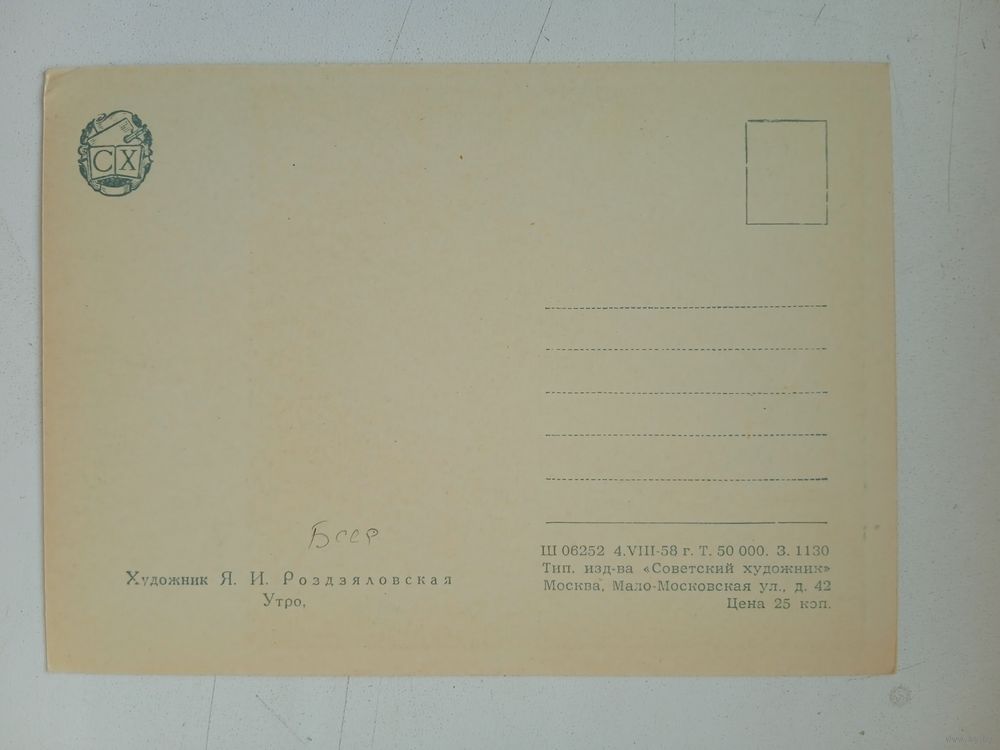 СХ
БССР
Художник Я. И. Роздзяловская
Утро,
Ш 06252 4.VIII-58 г. Т. 50 000. З. 1130
Тип. изд-ва «Советский художник»
Москва, Мало-Московская ул., д. 42
Цена 25 коп.